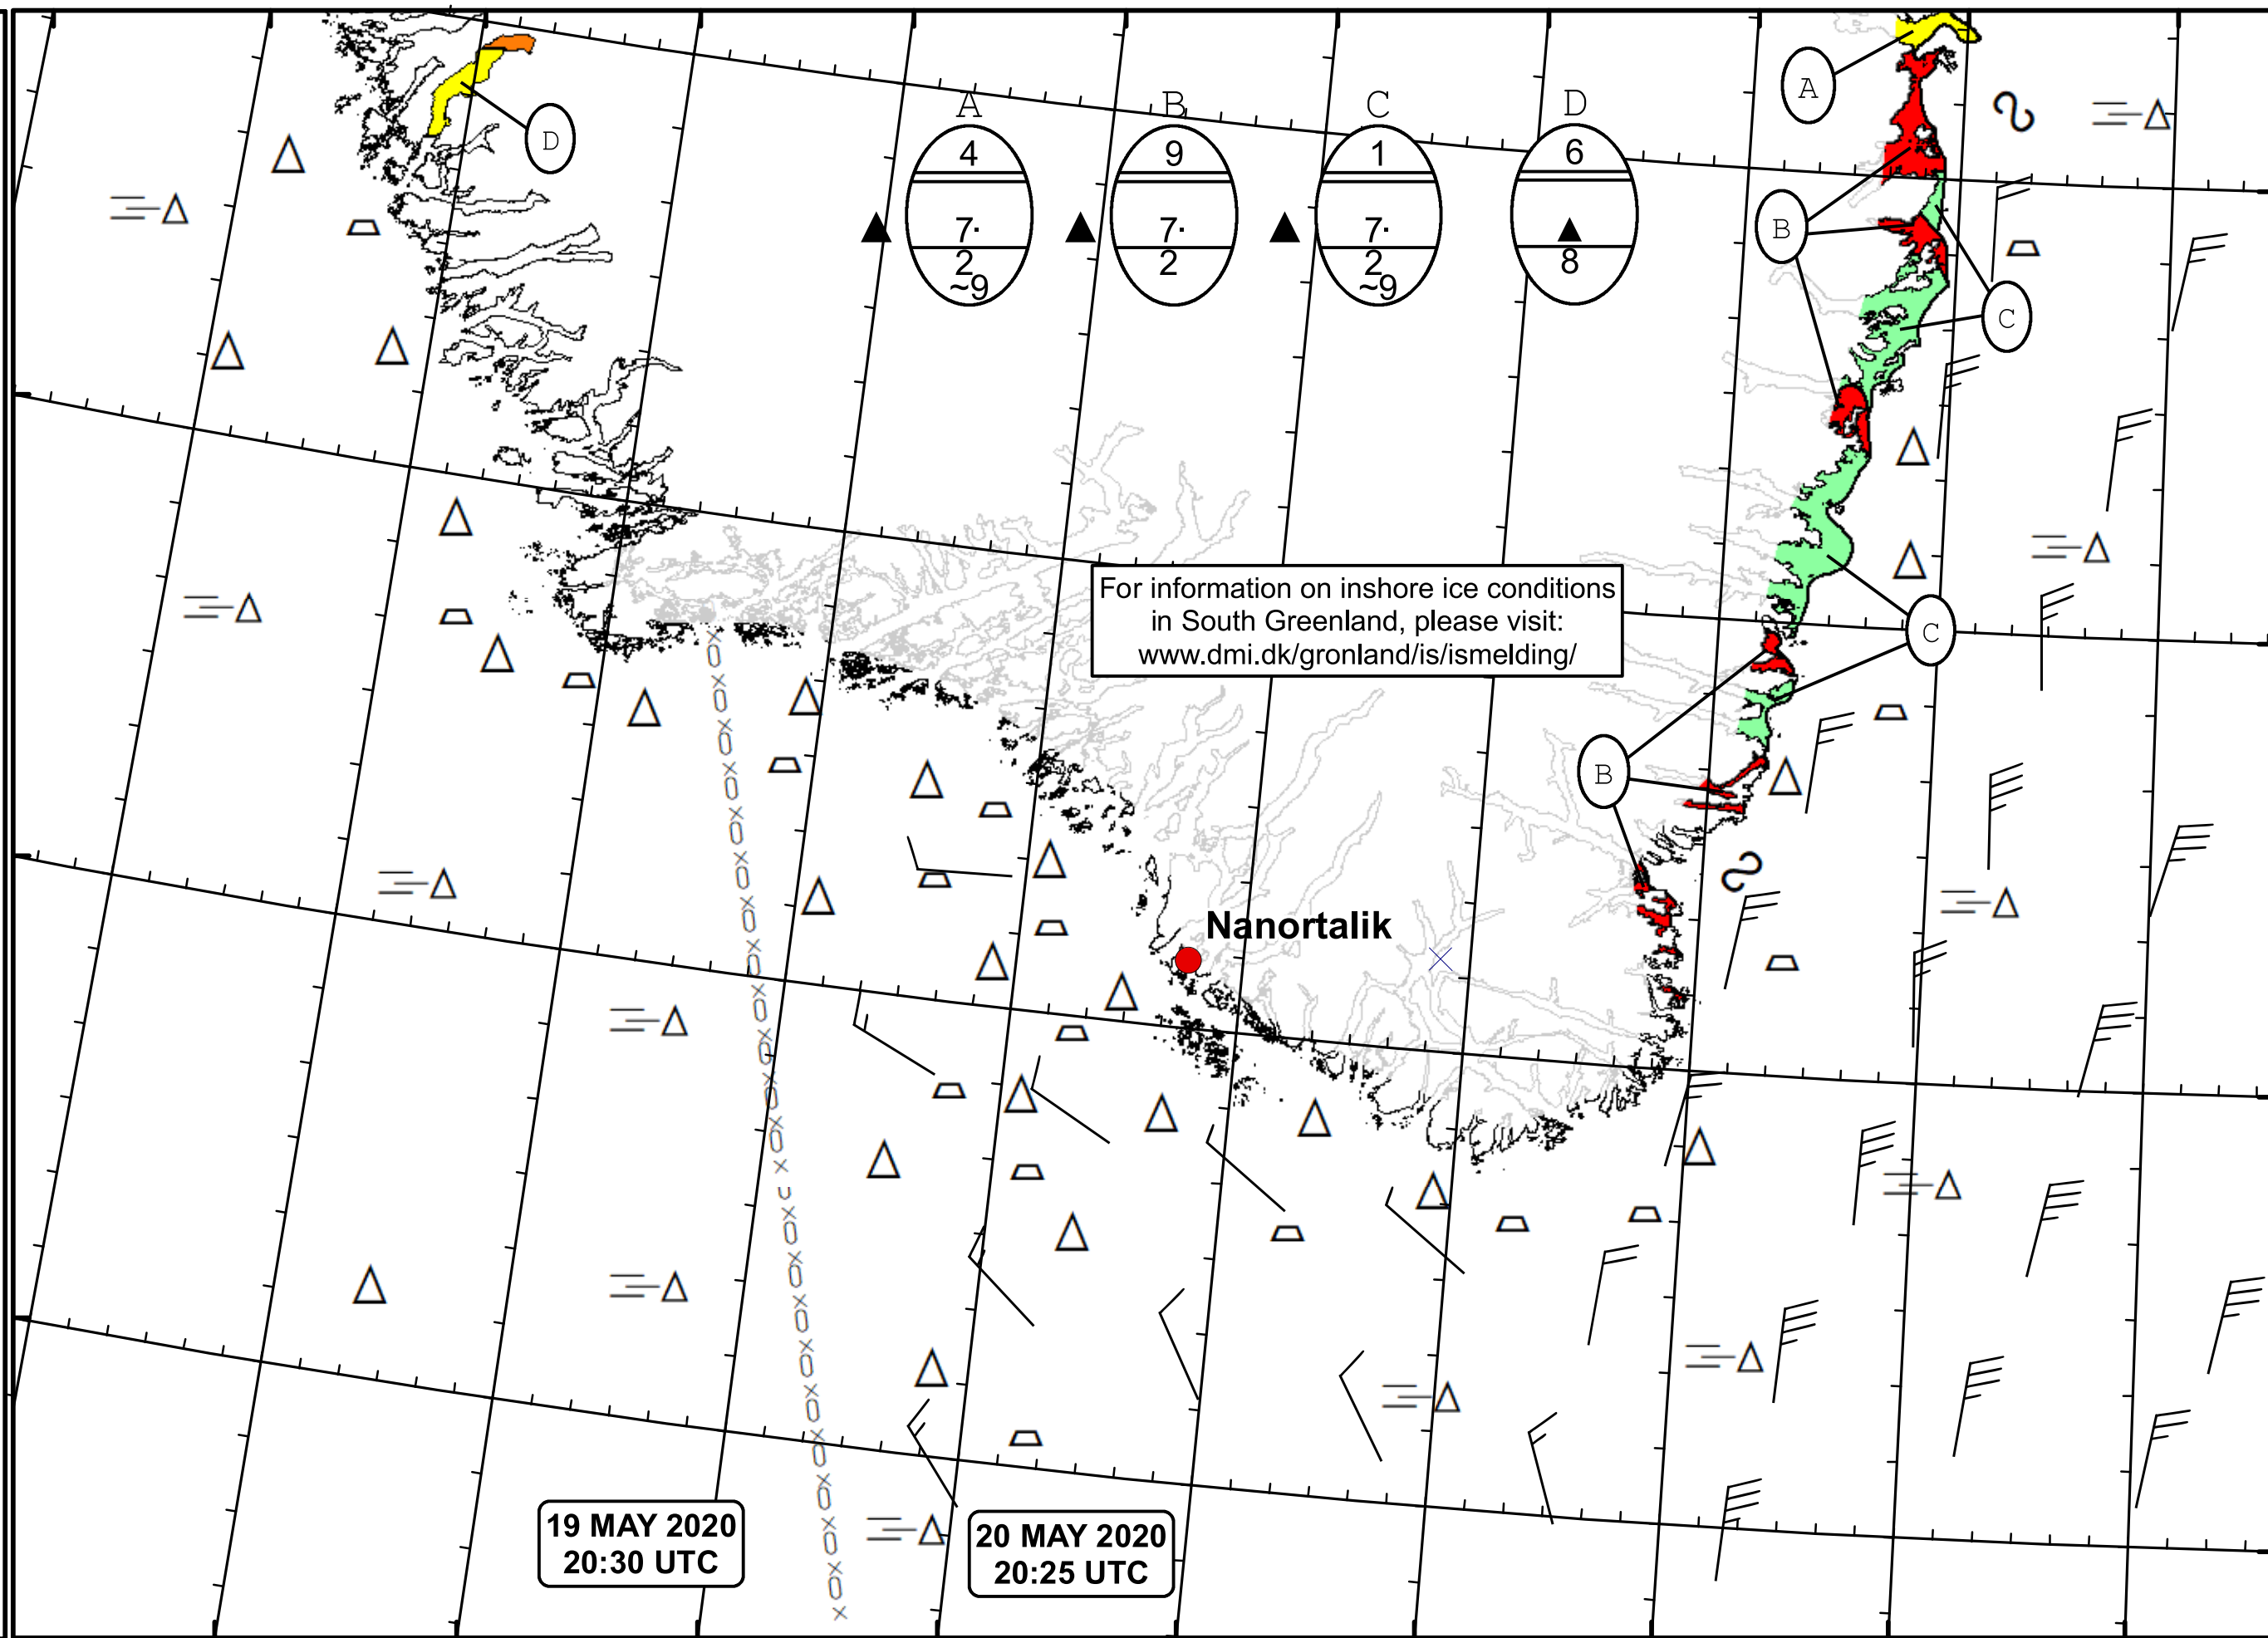 A B C D
4 9 1 6
7· 7· 7·
2 2 2 8
~9 ~9
A
D
B
C
For information on inshore ice conditions
in South Greenland, please visit:
www.dmi.dk/gronland/is/ismelding/
C
B
Nanortalik
19 MAY 2020
20:30 UTC
20 MAY 2020
20:25 UTC